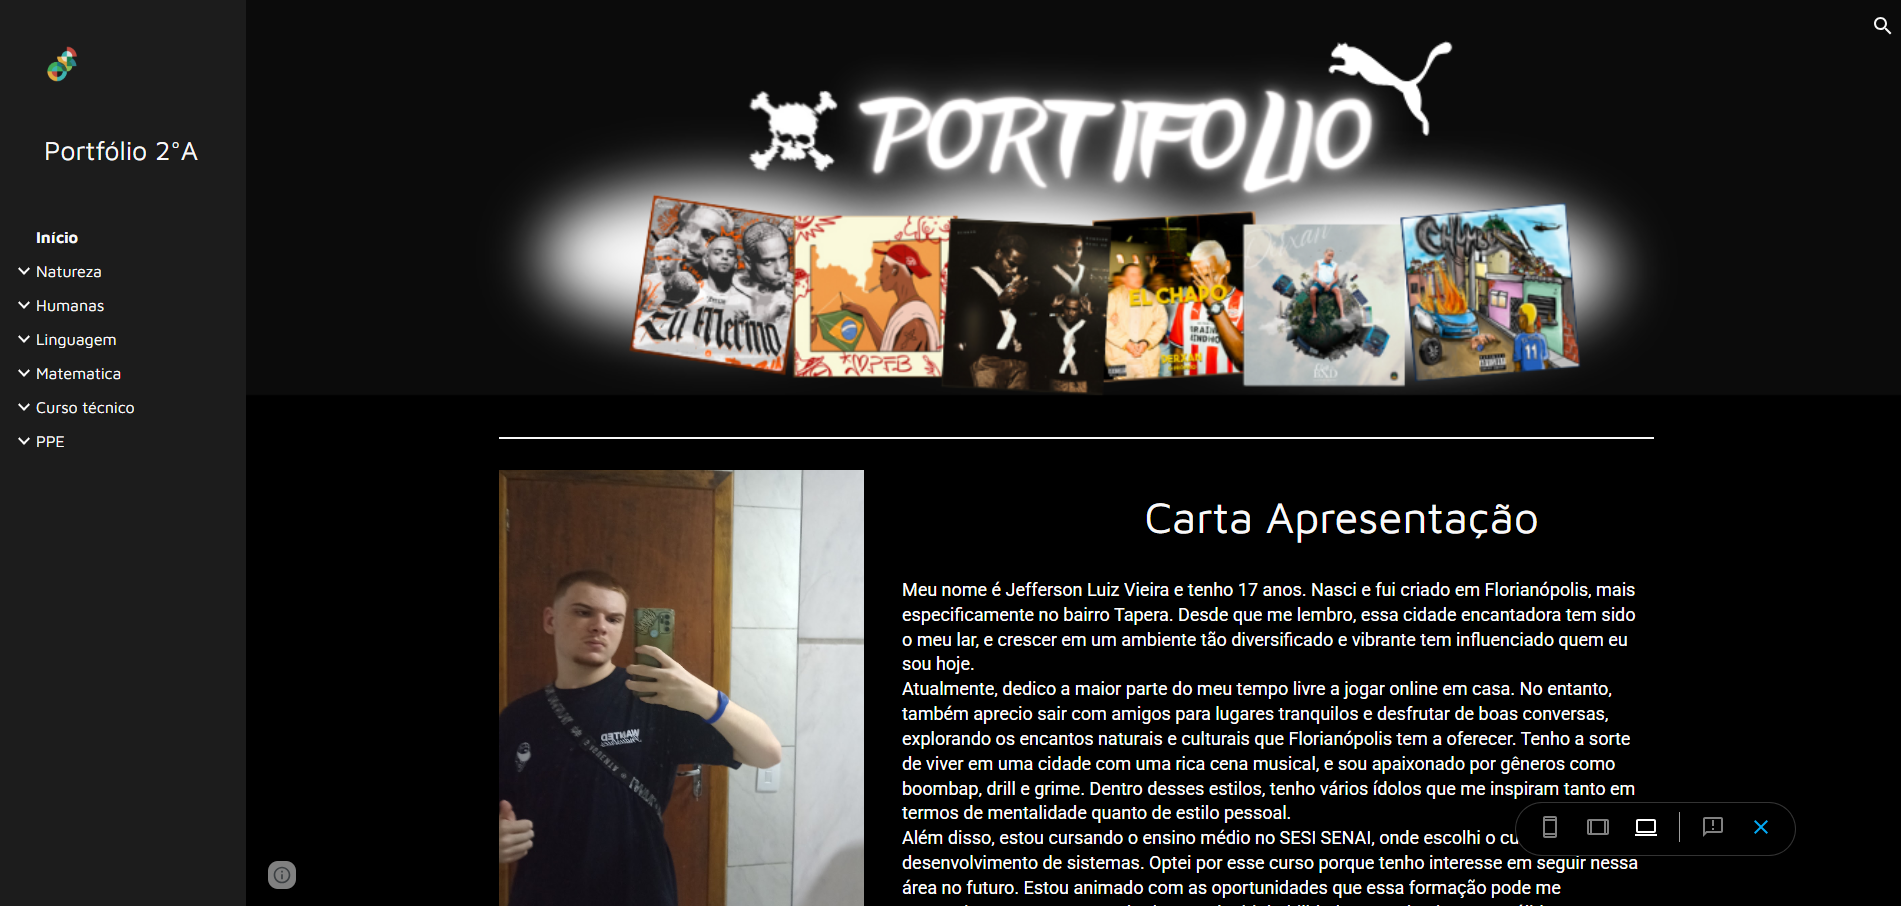 Portfólio 2°A
Início
Natureza
Humanas
Linguagem
Matematica
Curso técnico
PPE
PORTIFOLIO
Eu Mermo
PFB
EL CHAPO
DERXAN
Carta Apresentação
Meu nome é Jefferson Luiz Vieira e tenho 17 anos. Nasci e fui criado em Florianópolis, mais
especificamente no bairro Tapera. Desde que me lembro, essa cidade encantadora tem sido
o meu lar, e crescer em um ambiente tão diversificado e vibrante tem influenciado quem eu
sou hoje.
Atualmente, dedico a maior parte do meu tempo livre a jogar online em casa. No entanto,
também aprecio sair com amigos para lugares tranquilos e desfrutar de boas conversas,
explorando os encantos naturais e culturais que Florianópolis tem a oferecer. Tenho a sorte
de viver em uma cidade com uma rica cena musical, e sou apaixonado por gêneros como
boombap, drill e grime. Dentro desses estilos, tenho vários ídolos que me inspiram tanto em
termos de mentalidade quanto de estilo pessoal.
Além disso, estou cursando o ensino médio no SESI SENAI, onde escolhi o cu
desenvolvimento de sistemas. Optei por esse curso porque tenho interesse em seguir nessa
área no futuro. Estou animado com as oportunidades que essa formação pode me
WANTED
11